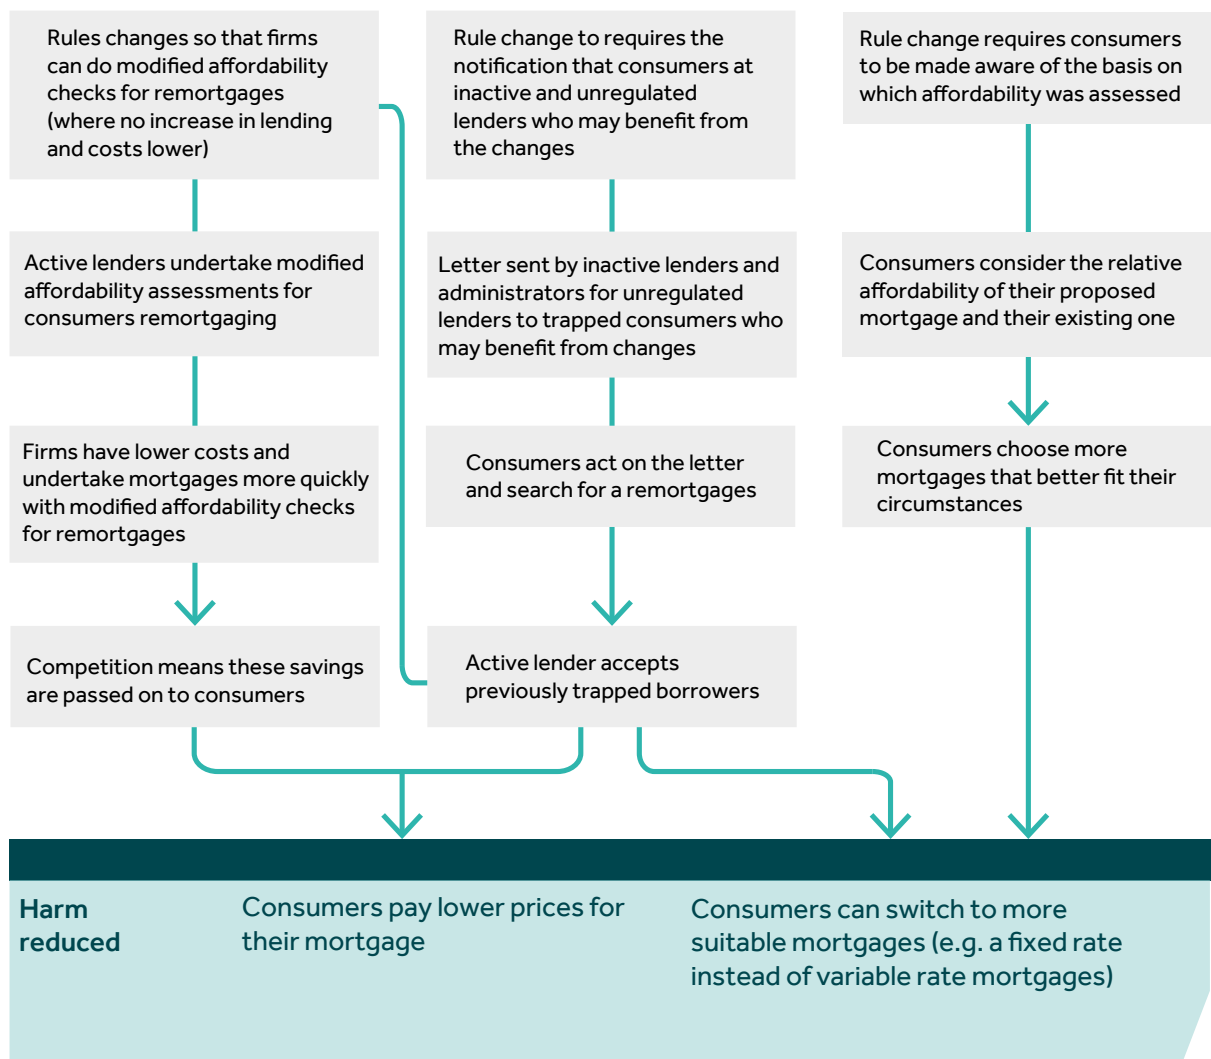 Rules changes so that firms
can do modified affordability
checks for remortgages
(where no increase in lending
and costs lower)
Rule change to requires the
notification that consumers at
inactive and unregulated
lenders who may benefit from
the changes
Rule change requires consumers
to be made aware of the basis on
which affordability was assessed
Active lenders undertake modified
affordability assessments for
consumers remortgaging
Letter sent by inactive lenders and
administrators for unregulated
lenders to trapped consumers who
may benefit from changes
Consumers consider the relative
affordability of their proposed
mortgage and their existing one
Firms have lower costs and
undertake mortgages more quickly
with modified affordability checks
for remortgages
Consumers act on the letter
and search for a remortgages
Consumers choose more
mortgages that better fit their
circumstances
Competition means these savings
are passed on to consumers
Active lender accepts
previously trapped borrowers
Harm
reduced
Consumers pay lower prices for
their mortgage
Consumers can switch to more
suitable mortgages (e.g. a fixed rate
instead of variable rate mortgages)